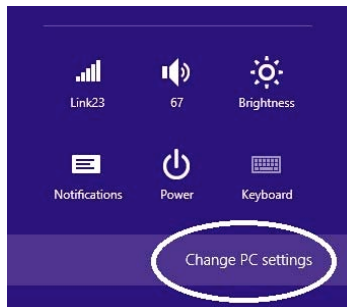 Link23 67 Brightness
Notifications Power Keyboard
Change PC settings